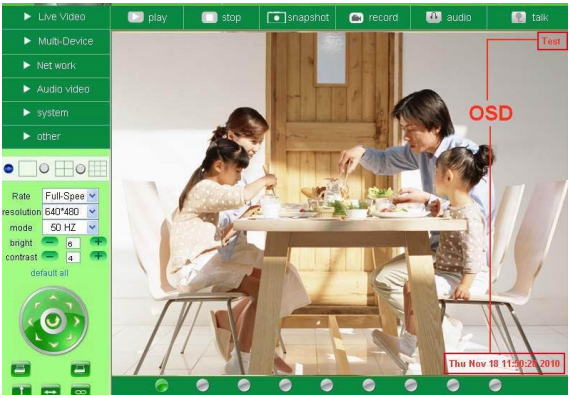 Live Video
play
stop
snapshot
record
audio
talk
Multi-Device
Net work
Audio video
system
other
Test
OSD
Rate Full-Spee
resolution 640*480
mode 50 HZ
bright 6
contrast 4
default all
Thu Nov 18 11:50:26 2010